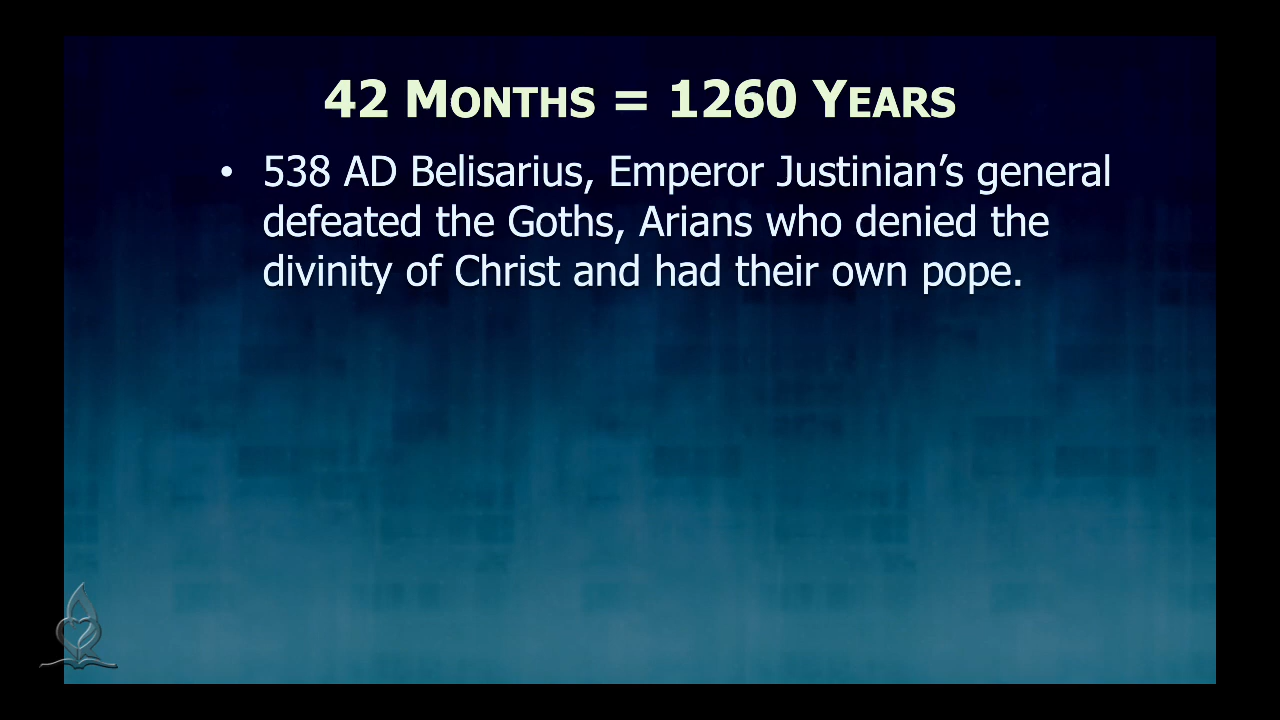 42 MONTHS = 1260 YEARS
• 538 AD Belisarius, Emperor Justinian’s general
defeated the Goths, Arians who denied the
divinity of Christ and had their own pope.